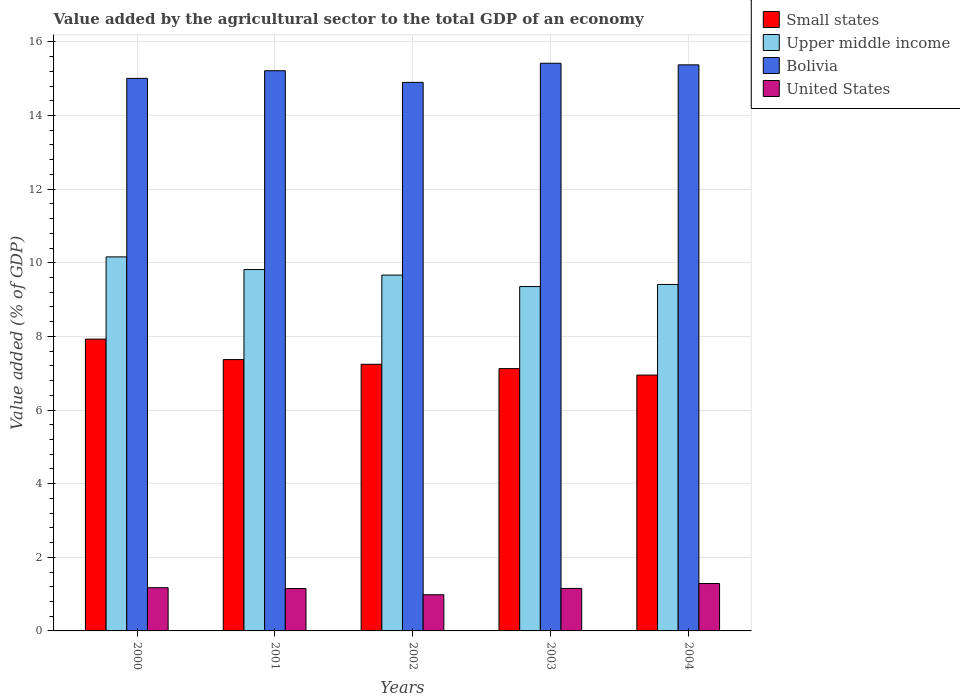 Value added by the agricultural sector to the total GDP of an economy
Small states
Upper middle income
Bolivia
United States
Value added (% of GDP)
16
14
12
10
8
6
4
2
0
2000
2001
2002
2003
2004
Years